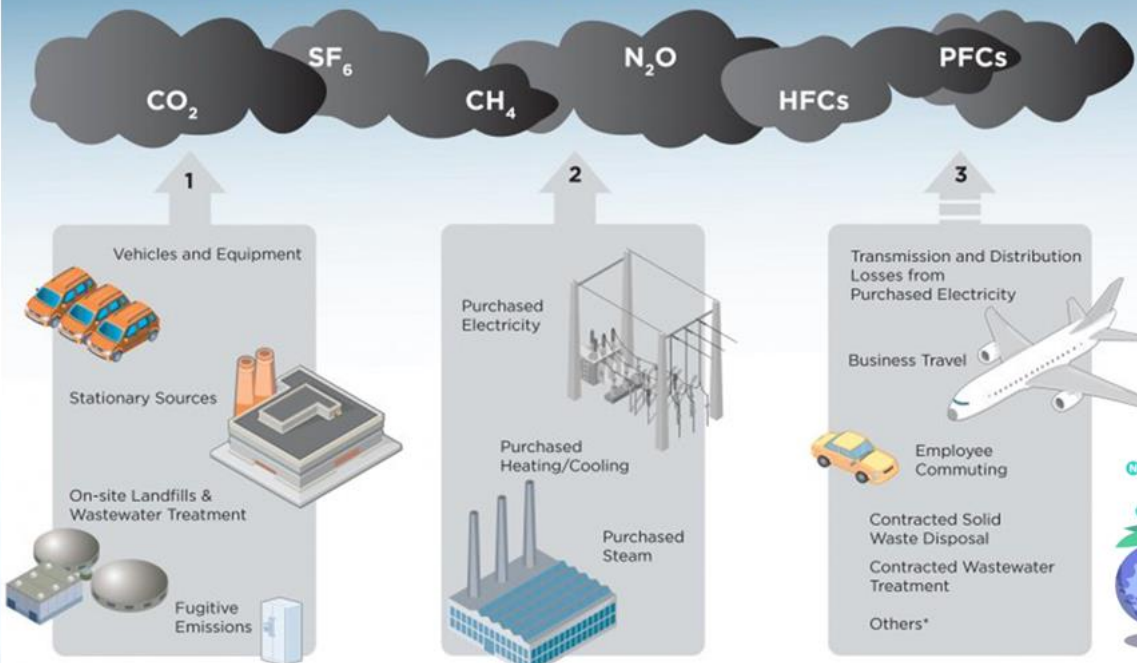 SF6
N2O
PFCs
CO2
CH4
HFCs
1
2
3
Vehicles and Equipment
Stationary Sources
On-site Landfills &
Wastewater Treatment
Fugitive
Emissions
Purchased
Electricity
Purchased
Heating/Cooling
Purchased
Steam
Transmission and Distribution
Losses from
Purchased Electricity
Business Travel
Employee
Commuting
Contracted Solid
Waste Disposal
Contracted Wastewater
Treatment
Others*